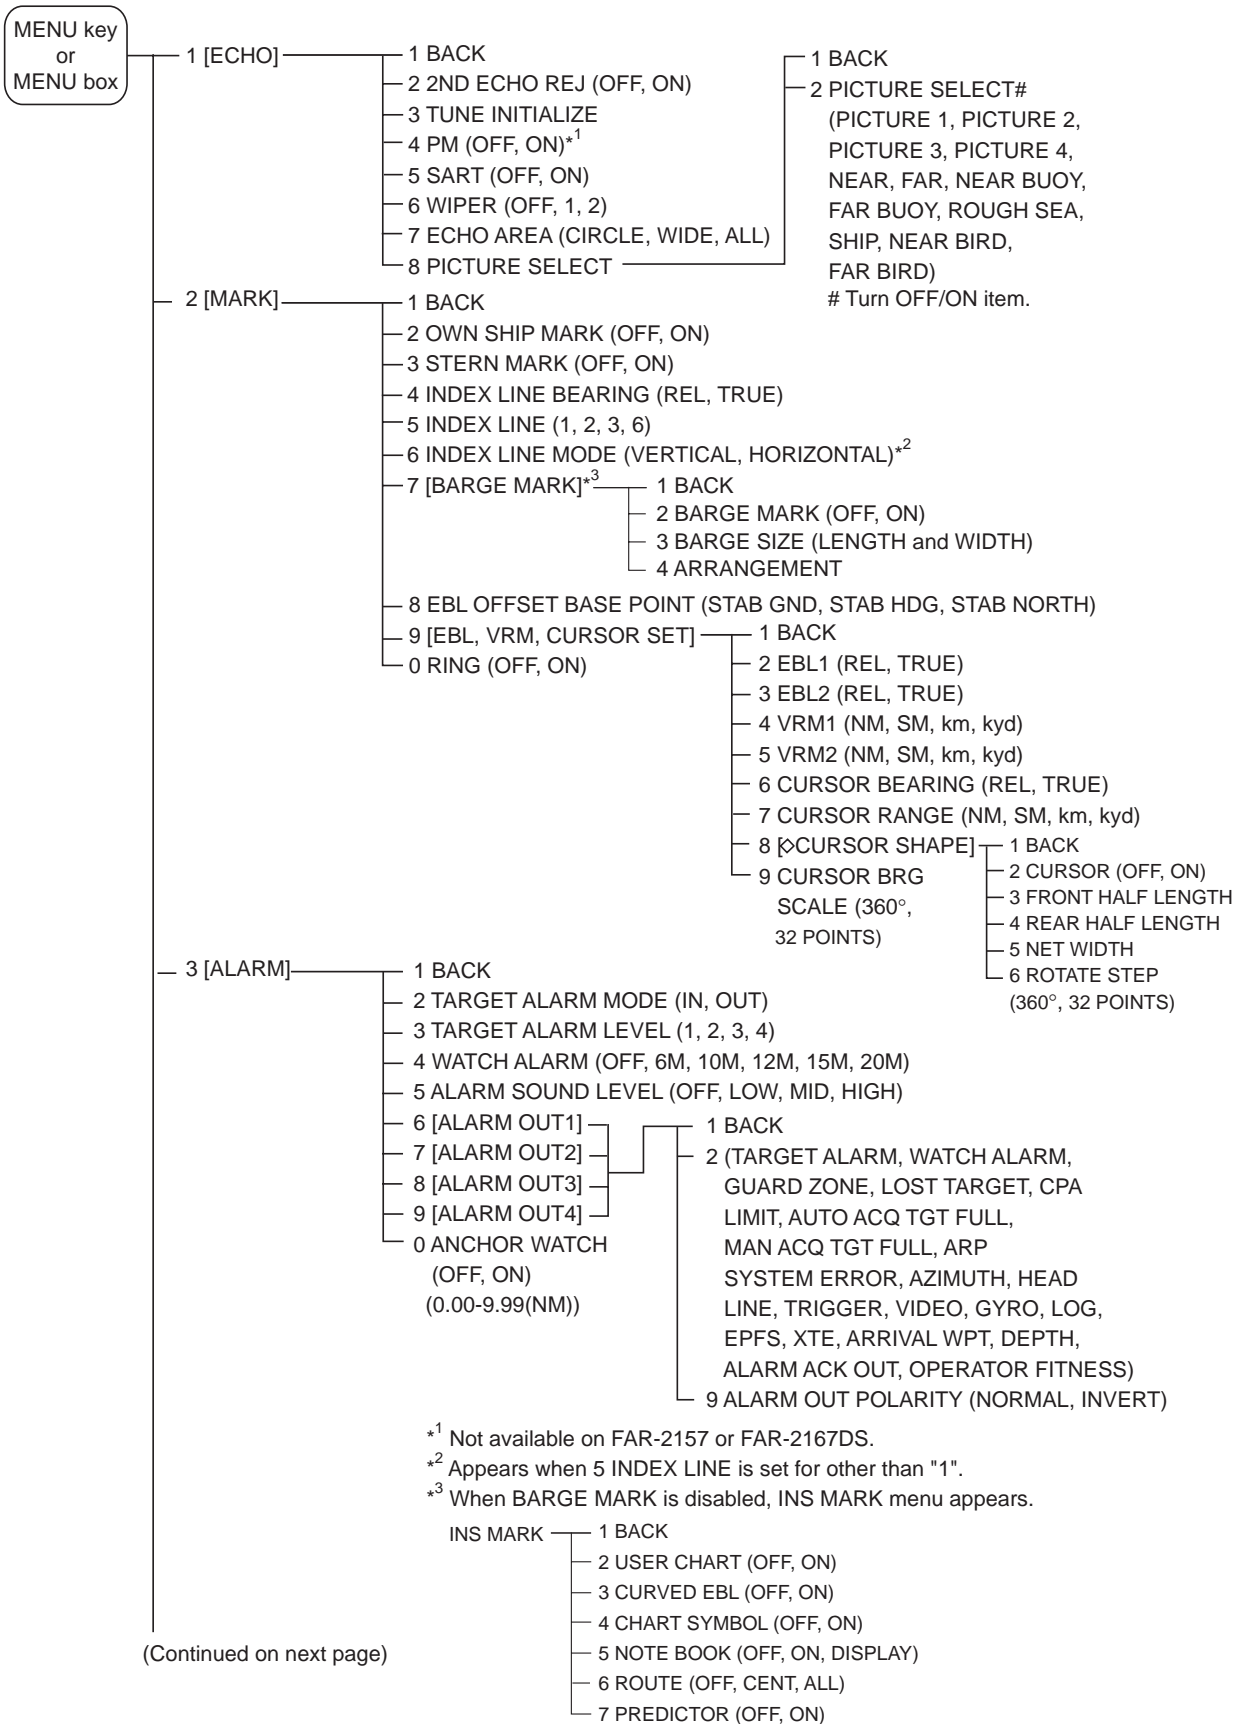 MENU key
or
MENU box
1 [ECHO]
1 BACK
2 2ND ECHO REJ (OFF, ON)
3 TUNE INITIALIZE
4 PM (OFF, ON)*1
5 SART (OFF, ON)
6 WIPER (OFF, 1, 2)
7 ECHO AREA (CIRCLE, WIDE, ALL)
8 PICTURE SELECT
1 BACK
2 PICTURE SELECT#
(PICTURE 1, PICTURE 2,
PICTURE 3, PICTURE 4,
NEAR, FAR, NEAR BUOY,
FAR BUOY, ROUGH SEA,
SHIP, NEAR BIRD,
FAR BIRD)
# Turn OFF/ON item.
2 [MARK]
1 BACK
2 OWN SHIP MARK (OFF, ON)
3 STERN MARK (OFF, ON)
4 INDEX LINE BEARING (REL, TRUE)
5 INDEX LINE (1, 2, 3, 6)
6 INDEX LINE MODE (VERTICAL, HORIZONTAL)*2
7 [BARGE MARK]*3
1 BACK
2 BARGE MARK (OFF, ON)
3 BARGE SIZE (LENGTH and WIDTH)
4 ARRANGEMENT
8 EBL OFFSET BASE POINT (STAB GND, STAB HDG, STAB NORTH)
9 [EBL, VRM, CURSOR SET]
0 RING (OFF, ON)
1 BACK
2 EBL1 (REL, TRUE)
3 EBL2 (REL, TRUE)
4 VRM1 (NM, SM, km, kyd)
5 VRM2 (NM, SM, km, kyd)
6 CURSOR BEARING (REL, TRUE)
7 CURSOR RANGE (NM, SM, km, kyd)
8 [◇CURSOR SHAPE]
9 CURSOR BRG
SCALE (360°,
32 POINTS)
1 BACK
2 CURSOR (OFF, ON)
3 FRONT HALF LENGTH
4 REAR HALF LENGTH
5 NET WIDTH
6 ROTATE STEP
(360°, 32 POINTS)
3 [ALARM]
1 BACK
2 TARGET ALARM MODE (IN, OUT)
3 TARGET ALARM LEVEL (1, 2, 3, 4)
4 WATCH ALARM (OFF, 6M, 10M, 12M, 15M, 20M)
5 ALARM SOUND LEVEL (OFF, LOW, MID, HIGH)
6 [ALARM OUT1]
7 [ALARM OUT2]
8 [ALARM OUT3]
9 [ALARM OUT4]
0 ANCHOR WATCH
(OFF, ON)
(0.00-9.99(NM))
1 BACK
2 (TARGET ALARM, WATCH ALARM,
GUARD ZONE, LOST TARGET, CPA
LIMIT, AUTO ACQ TGT FULL,
MAN ACQ TGT FULL, ARP
SYSTEM ERROR, AZIMUTH, HEAD
LINE, TRIGGER, VIDEO, GYRO, LOG,
EPFS, XTE, ARRIVAL WPT, DEPTH,
ALARM ACK OUT, OPERATOR FITNESS)
9 ALARM OUT POLARITY (NORMAL, INVERT)
*1 Not available on FAR-2157 or FAR-2167DS.
*2 Appears when 5 INDEX LINE is set for other than "1".
*3 When BARGE MARK is disabled, INS MARK menu appears.
INS MARK
1 BACK
2 USER CHART (OFF, ON)
3 CURVED EBL (OFF, ON)
4 CHART SYMBOL (OFF, ON)
5 NOTE BOOK (OFF, ON, DISPLAY)
6 ROUTE (OFF, CENT, ALL)
7 PREDICTOR (OFF, ON)
(Continued on next page)